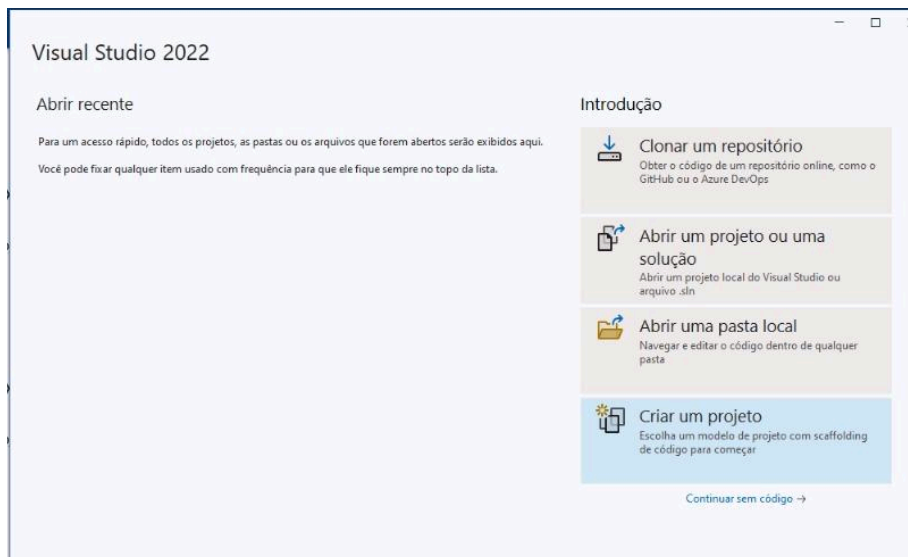 Visual Studio 2022
Abrir recente
Para um acesso rápido, todos os projetos, as pastas ou os arquivos que forem abertos serão exibidos aqui.
Você pode fixar qualquer item usado com frequência para que ele fique sempre no topo da lista.
Introdução
Clonar um repositório
Obter o código de um repositório online, como o
GitHub ou o Azure DevOps
Abrir um projeto ou uma
solução
Abrir um projeto local do Visual Studio ou
arquivo .sln
Abrir uma pasta local
Navegar e editar o código dentro de qualquer
pasta
Criar um projeto
Escolha um modelo de projeto com scaffolding
de código para começar
Continuar sem código →